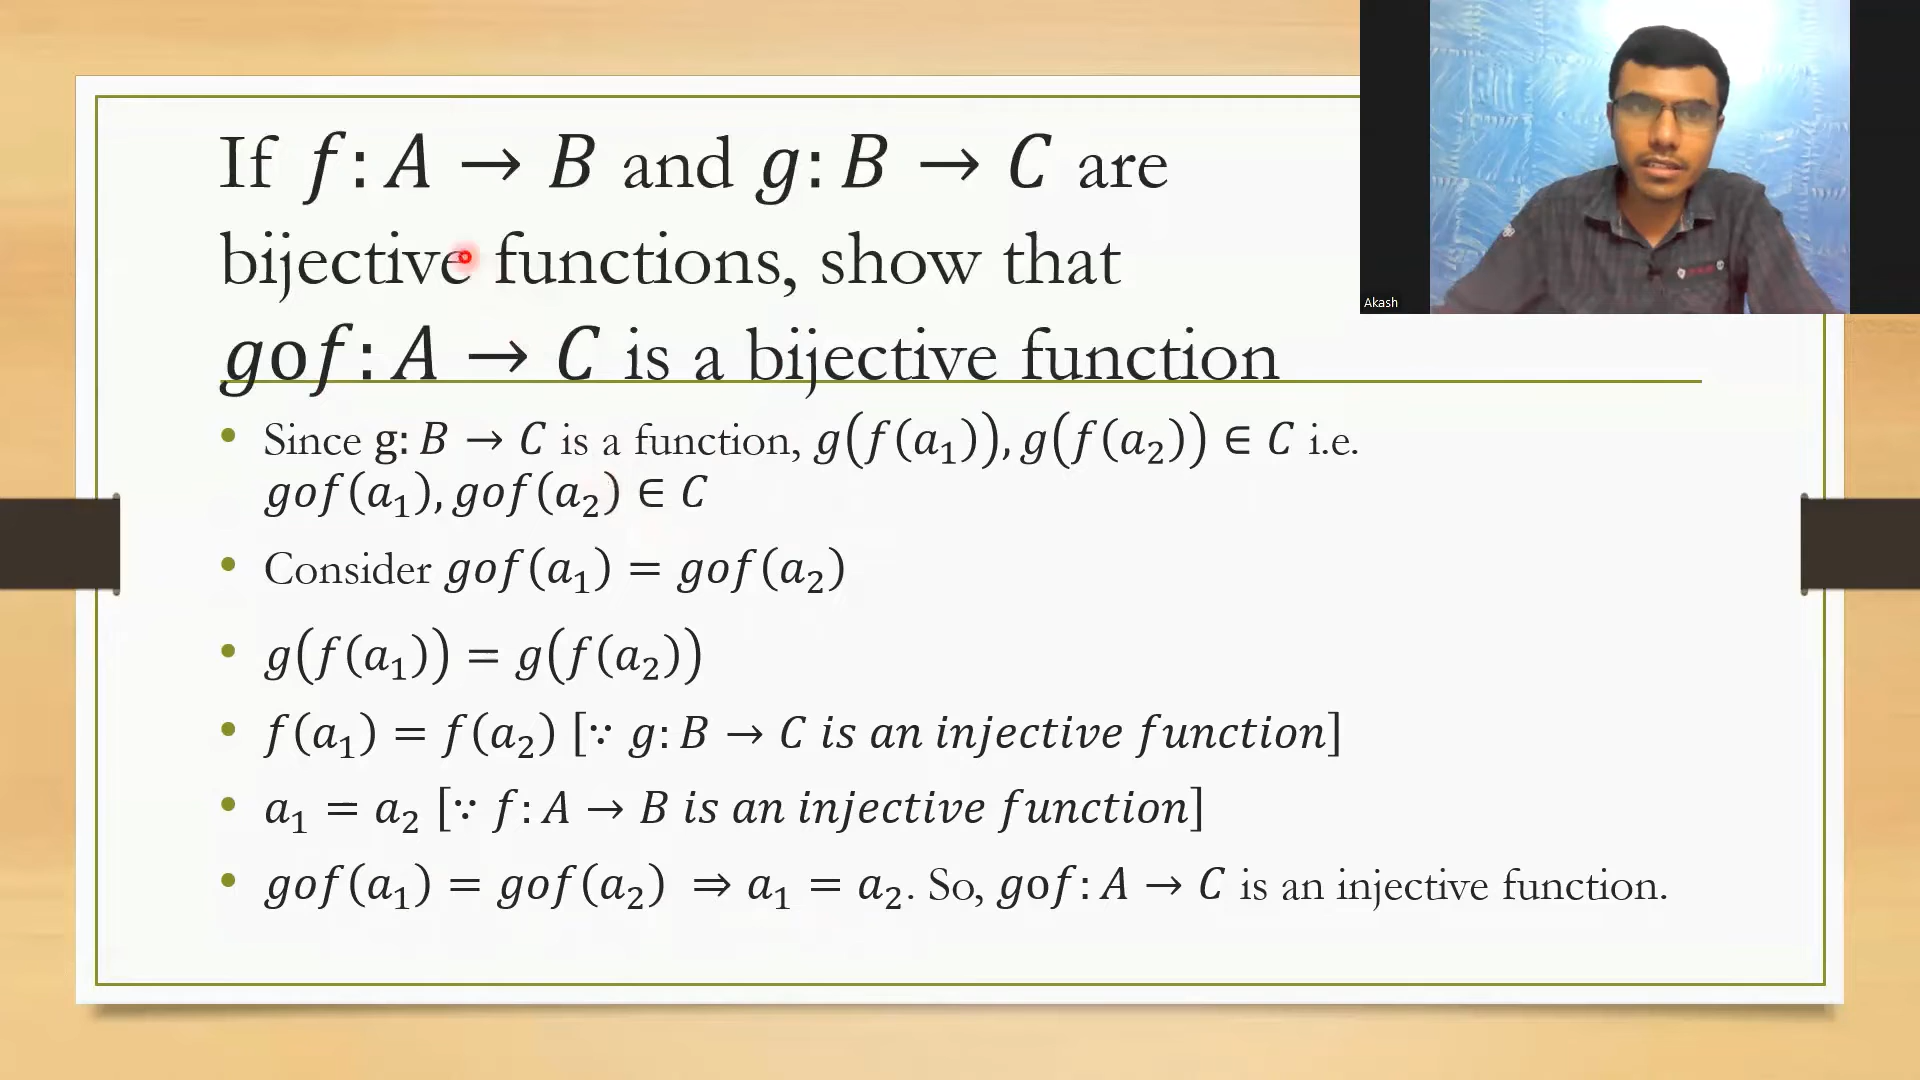 If 𝑓: 𝐴 → 𝐵 and 𝑔: 𝐵 → 𝐶 are
bijective functions, show that
𝑔o𝑓: 𝐴 → 𝐶 is a bijective function
• Since g: 𝐵 → 𝐶 is a function, 𝑔(𝑓(𝑎₁)), 𝑔(𝑓(𝑎₂)) ∈ 𝐶 i.e.
𝑔𝑜𝑓(𝑎₁), 𝑔𝑜𝑓(𝑎₂) ∈ 𝐶
• Consider 𝑔𝑜𝑓(𝑎₁) = 𝑔𝑜𝑓(𝑎₂)
• 𝑔(𝑓(𝑎₁)) = 𝑔(𝑓(𝑎₂))
• 𝑓(𝑎₁) = 𝑓(𝑎₂) [∵ 𝑔: 𝐵 → 𝐶 𝑖𝑠 𝑎𝑛 𝑖𝑛𝑗𝑒𝑐𝑡𝑖𝑣𝑒 𝑓𝑢𝑛𝑐𝑡𝑖𝑜𝑛]
• 𝑎₁ = 𝑎₂ [∵ 𝑓: 𝐴 → 𝐵 𝑖𝑠 𝑎𝑛 𝑖𝑛𝑗𝑒𝑐𝑡𝑖𝑣𝑒 𝑓𝑢𝑛𝑐𝑡𝑖𝑜𝑛]
• 𝑔𝑜𝑓(𝑎₁) = 𝑔𝑜𝑓(𝑎₂) ⇒ 𝑎₁ = 𝑎₂. So, 𝑔o𝑓: 𝐴 → 𝐶 is an injective function.
Akash